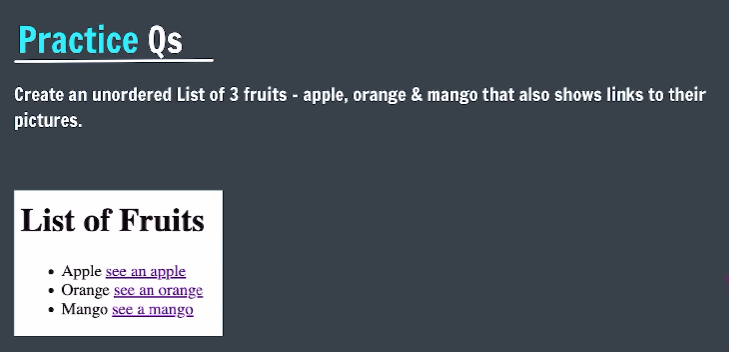 Practice Qs
Create an unordered List of 3 fruits - apple, orange & mango that also shows links to their
pictures.
List of Fruits
• Apple see an apple
• Orange see an orange
• Mango see a mango